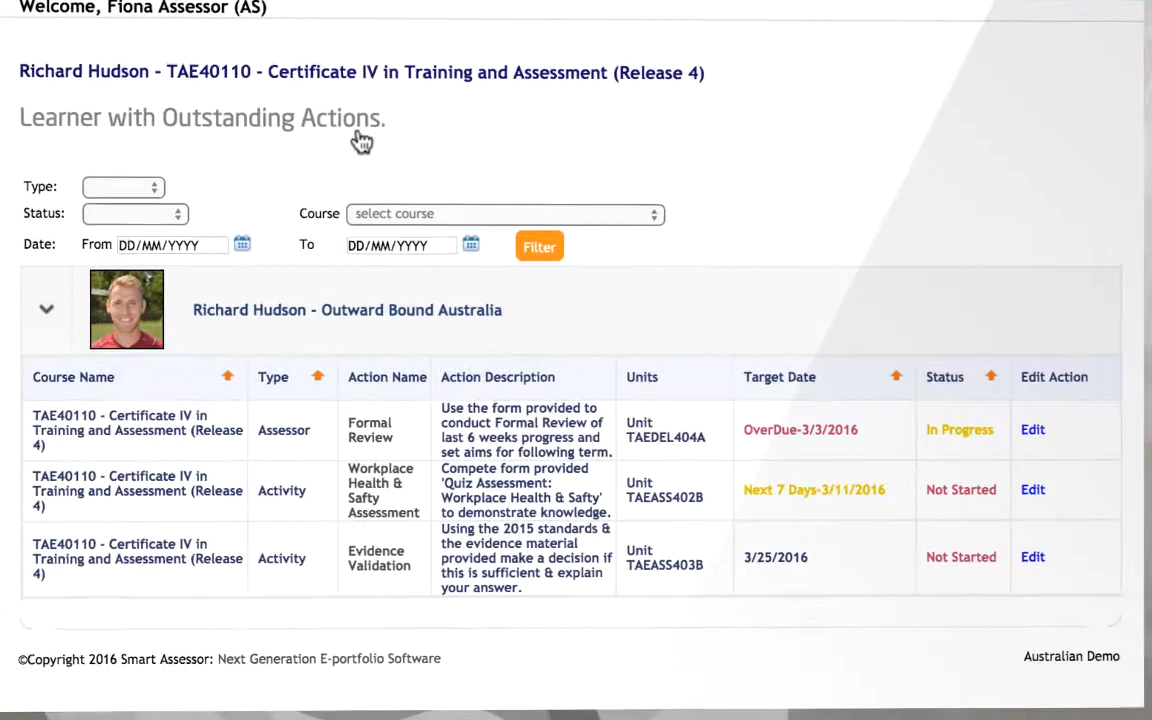 Welcome, Fiona Assessor (AS)
Richard Hudson - TAE40110 - Certificate IV in Training and Assessment (Release 4)
Learner with Outstanding Actions.
Type:
Status:
Course select course
Date: From DD/MM/YYYY To DD/MM/YYYY Filter
Richard Hudson - Outward Bound Australia
Course Name Type Action Name Action Description Units Target Date Status Edit Action
TAE40110 - Certificate IV in
Training and Assessment (Release
4)
Assessor
Formal
Review
Use the form provided to
conduct Formal Review of
last 6 weeks progress and
set aims for following term.
Unit
TAEDEL404A
OverDue-3/3/2016
In Progress
Edit
TAE40110 - Certificate IV in
Training and Assessment (Release
4)
Activity
Workplace
Health &
Safty
Assessment
Compete form provided
'Quiz Assessment:
Workplace Health & Safty'
to demonstrate knowledge.
Unit
TAEASS402B
Next 7 Days-3/11/2016
Not Started
Edit
TAE40110 - Certificate IV in
Training and Assessment (Release
4)
Activity
Evidence
Validation
Using the 2015 standards &
the evidence material
provided make a decision if
this is sufficient & explain
your answer.
Unit
TAEASS403B
3/25/2016
Not Started
Edit
©Copyright 2016 Smart Assessor: Next Generation E-portfolio Software
Australian Demo